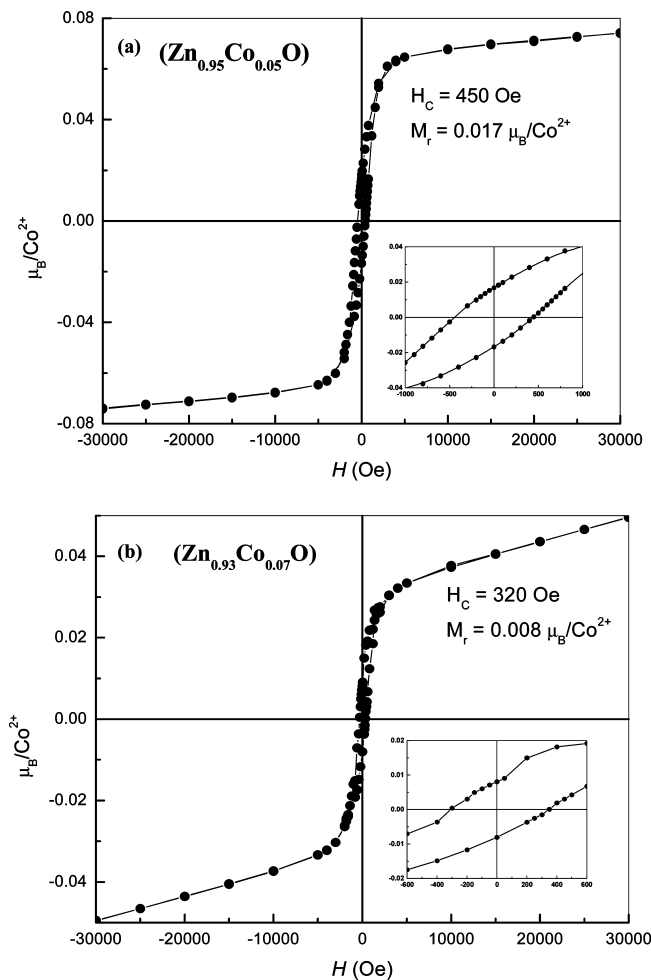 0.08
(a) (Zn0.95Co0.05O)
HC = 450 Oe
0.04
Mr = 0.017 μB/Co2+
μB/Co2+
0.00
0.04
0.02
0.00
-0.02
-0.04
-1000 -500 0 500 1000
-0.04
-0.08
-30000 -20000 -10000 0 10000 20000 30000
H (Oe)
(b) (Zn0.93Co0.07O)
0.04
HC = 320 Oe
Mr = 0.008 μB/Co2+
0.02
μB/Co2+
0.00
0.02
0.01
0.00
-0.01
-0.02
-600 -400 -200 0 200 400 600
-0.02
-0.04
-30000 -20000 -10000 0 10000 20000 30000
H (Oe)